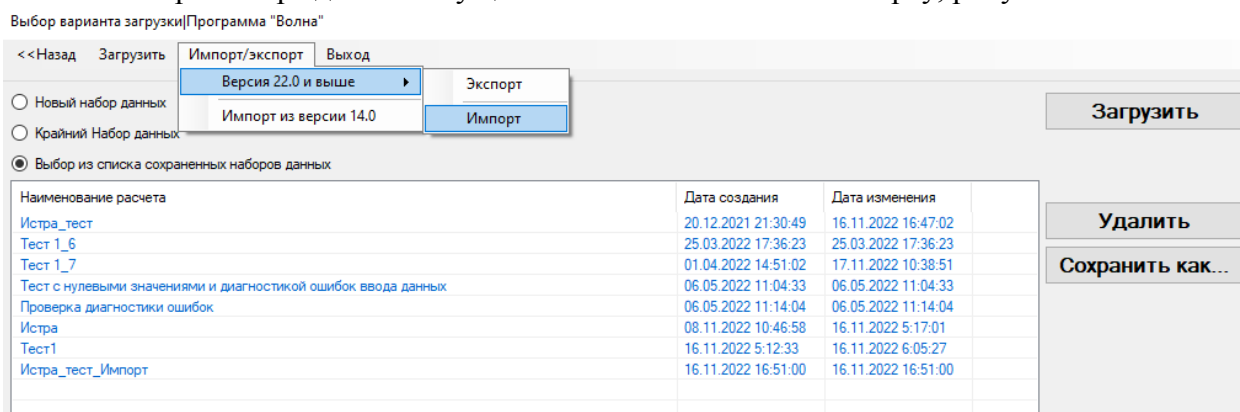 Выбор варианта загрузки|Программа "Волна"
<<Назад Загрузить Импорт/экспорт Выход
Версия 22.0 и выше Экспорт
Импорт из версии 14.0 Импорт
Новый набор данных
Крайний Набор данных
Выбор из списка сохраненных наборов данных
Загрузить
Наименование расчета Дата создания Дата изменения
Истра_тест 20.12.2021 21:30:49 16.11.2022 16:47:02
Тест 1_6 25.03.2022 17:36:23 25.03.2022 17:36:23
Тест 1_7 01.04.2022 14:51:02 17.11.2022 10:38:51
Тест с нулевыми значениями и диагностикой ошибок ввода данных 06.05.2022 11:04:33 06.05.2022 11:04:33
Проверка диагностики ошибок 06.05.2022 11:14:04 06.05.2022 11:14:04
Истра 08.11.2022 10:46:58 16.11.2022 5:17:01
Тест1 16.11.2022 5:12:33 16.11.2022 6:05:27
Истра_тест_Импорт 16.11.2022 16:51:00 16.11.2022 16:51:00
Удалить
Сохранить как...